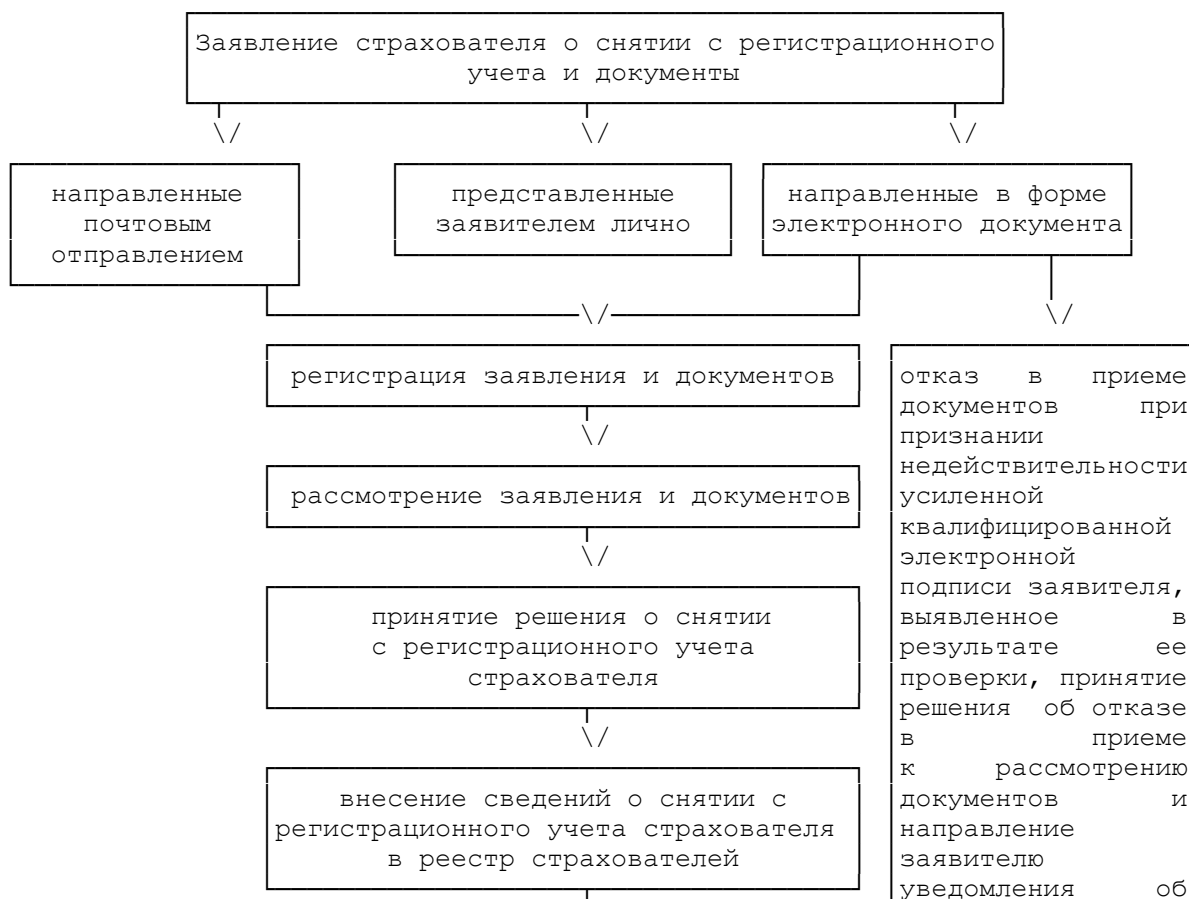 Заявление страхователя о снятии с регистрационного
учета и документы
\/ \/ \/
направленные
почтовым
отправлением
представленные
заявителем лично
направленные в форме
электронного документа
\/ \/
регистрация заявления и документов
\/
рассмотрение заявления и документов
\/
принятие решения о снятии
с регистрационного учета
страхователя
\/
внесение сведений о снятии с
регистрационного учета страхователя
в реестр страхователей
отказ в приеме
документов при
признании
недействительности
усиленной
квалифицированной
электронной
подписи заявителя,
выявленное в
результате ее
проверки, принятие
решения об отказе
в приеме
к рассмотрению
документов и
направление
заявителю
уведомления об